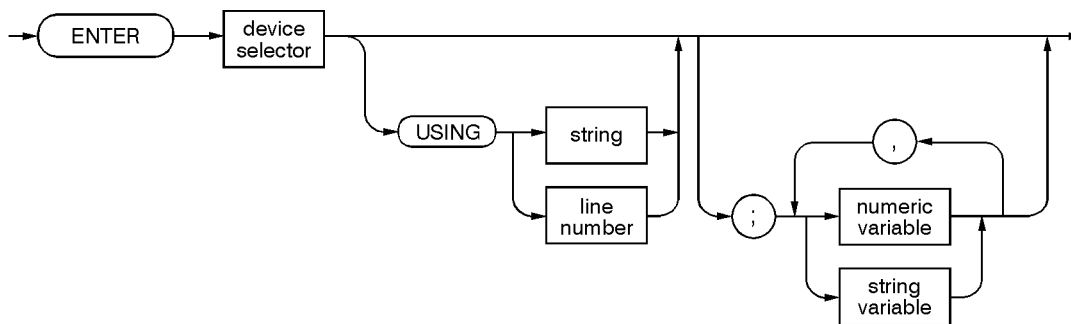 ENTER
device
selector
USING
string
line
number
,
;
numeric
variable
string
variable